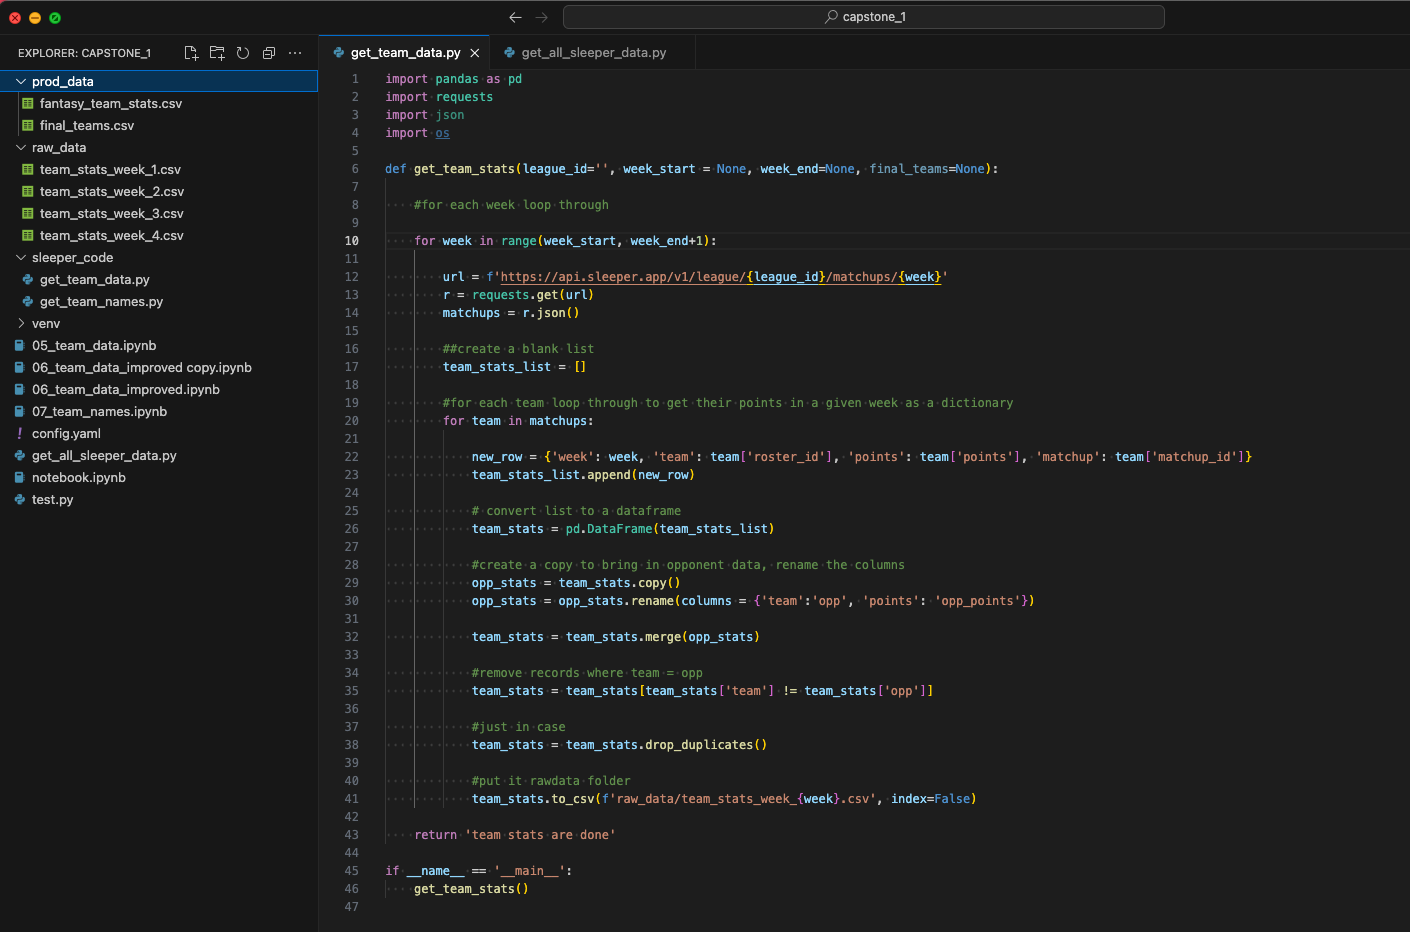 capstone_1
EXPLORER: CAPSTONE_1
prod_data
fantasy_team_stats.csv
final_teams.csv
raw_data
team_stats_week_1.csv
team_stats_week_2.csv
team_stats_week_3.csv
team_stats_week_4.csv
sleeper_code
get_team_data.py
get_team_names.py
venv
05_team_data.ipynb
06_team_data_improved copy.ipynb
06_team_data_improved.ipynb
07_team_names.ipynb
! config.yaml
get_all_sleeper_data.py
notebook.ipynb
test.py
get_team_data.py
get_all_sleeper_data.py
1 import pandas as pd
2 import requests
3 import json
4 import os
5
6 def get_team_stats(league_id='', week_start = None, week_end=None, final_teams=None):
7
8     #for each week loop through
9
10     for week in range(week_start, week_end+1):
11
12         url = f'https://api.sleeper.app/v1/league/{league_id}/matchups/{week}'
13         r = requests.get(url)
14         matchups = r.json()
15
16         ##create a blank list
17         team_stats_list = []
18
19         #for each team loop through to get their points in a given week as a dictionary
20         for team in matchups:
21
22             new_row = {'week': week, 'team': team['roster_id'], 'points': team['points'], 'matchup': team['matchup_id']}
23             team_stats_list.append(new_row)
24
25             # convert list to a dataframe
26             team_stats = pd.DataFrame(team_stats_list)
27
28             #create a copy to bring in opponent data, rename the columns
29             opp_stats = team_stats.copy()
30             opp_stats = opp_stats.rename(columns = {'team':'opp', 'points': 'opp_points'})
31
32             team_stats = team_stats.merge(opp_stats)
33
34             #remove records where team = opp
35             team_stats = team_stats[team_stats['team'] != team_stats['opp']]
36
37             #just in case
38             team_stats = team_stats.drop_duplicates()
39
40             #put it rawdata folder
41             team_stats.to_csv(f'raw_data/team_stats_week_{week}.csv', index=False)
42
43     return 'team stats are done'
44
45 if __name__ == '__main__':
46     get_team_stats()
47